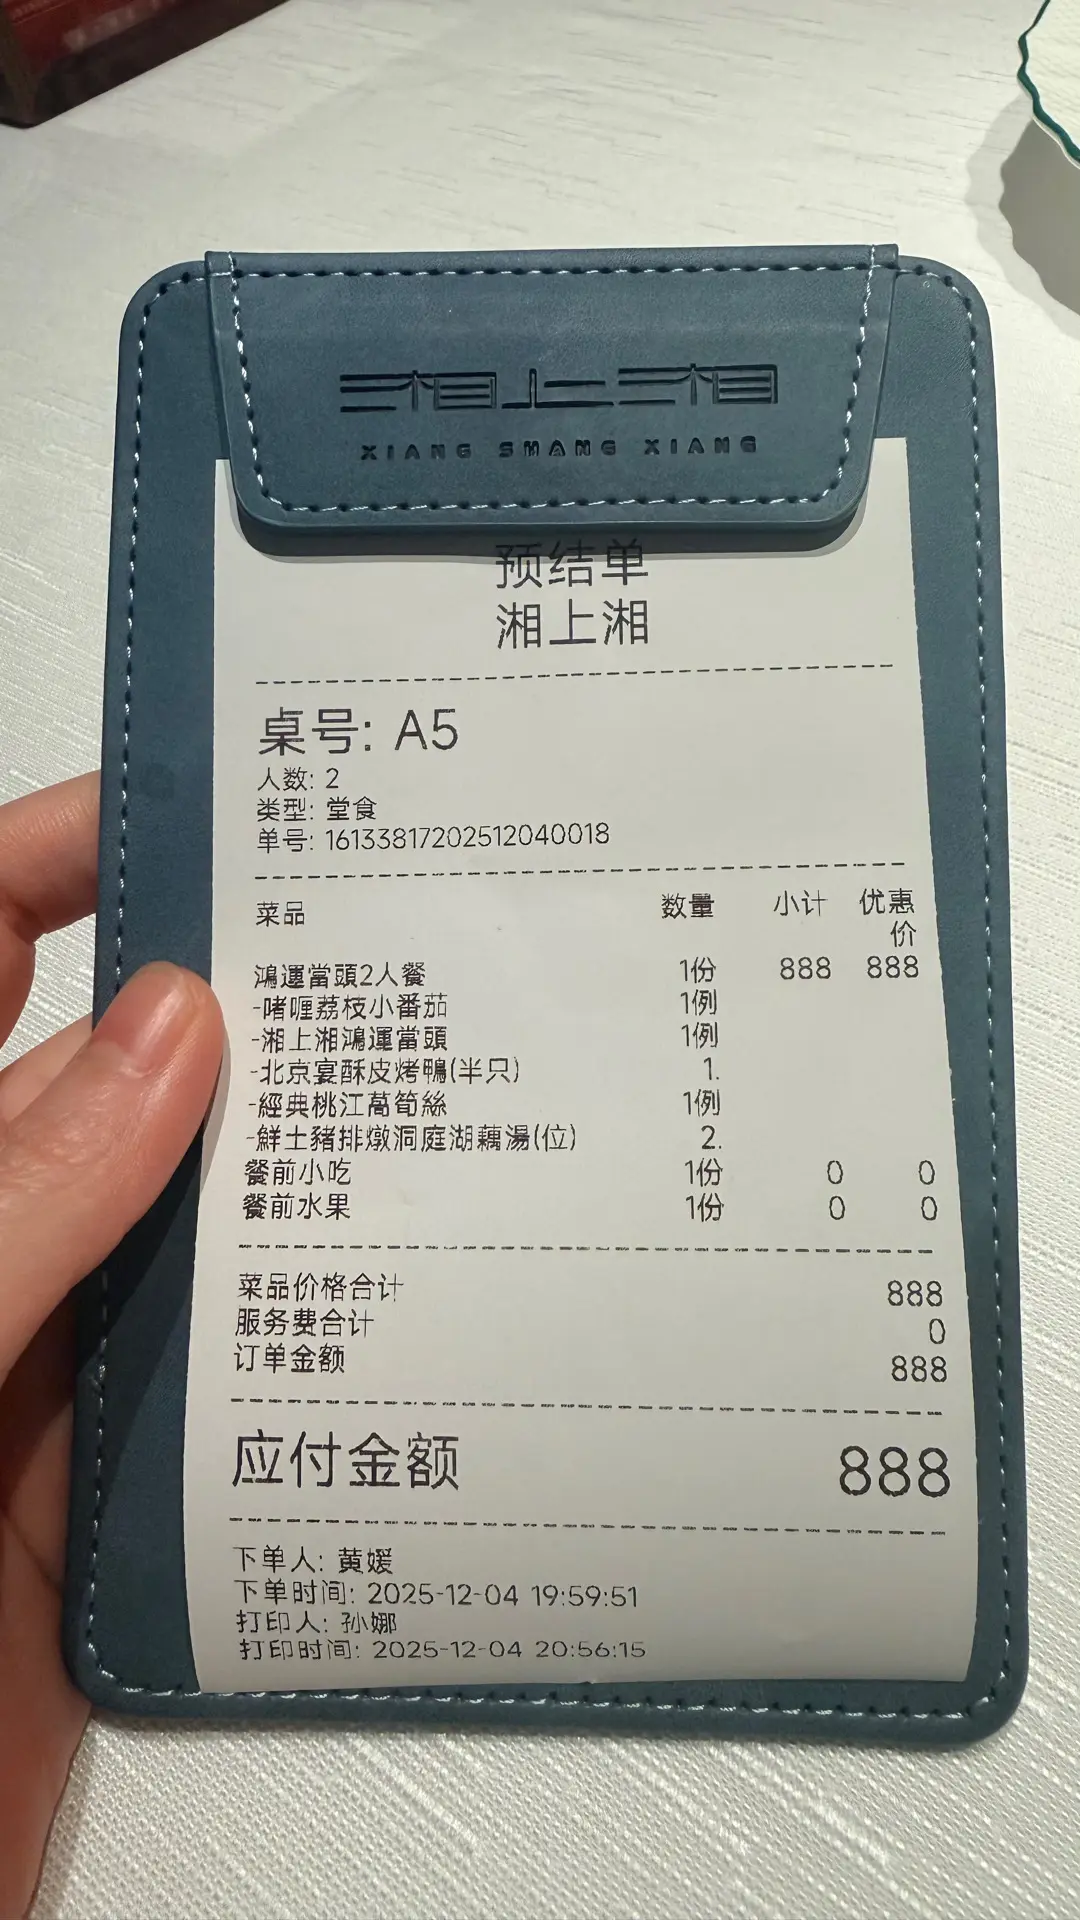 湘上湘
XIANG SHANG XIANG
预结单
湘上湘
桌号: A5
人数: 2
类型: 堂食
单号: 16133817202512040018
菜品 数量 小计 优惠价
鴻運當頭2人餐 1份 888 888
-啫喱荔枝小番茄 1例
-湘上湘鴻運當頭 1例
-北京宴酥皮烤鴨(半只) 1.
-經典桃江萵筍絲 1例
-鮮土豬排燉洞庭湖藕湯(位) 2.
餐前小吃 1份 0 0
餐前水果 1份 0 0
菜品价格合计 888
服务费合计 0
订单金额 888
应付金额 888
下单人: 黄媛
下单时间: 2025-12-04 19:59:51
打印人: 孙娜
打印时间: 2025-12-04 20:56:15